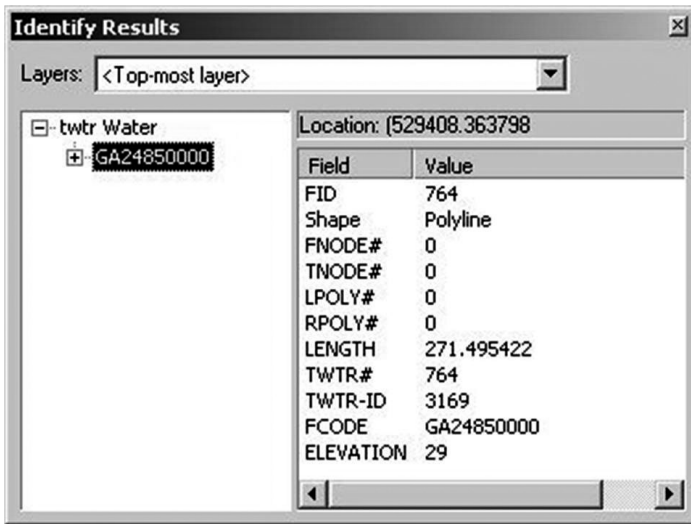 Identify Results
Layers: <Top-most layer>
twtr Water
GA24850000
Location: (529408.363798
Field Value
FID 764
Shape Polyline
FNODE# 0
TNODE# 0
LPOLY# 0
RPOLY# 0
LENGTH 271.495422
TWTR# 764
TWTR-ID 3169
FCODE GA24850000
ELEVATION 29